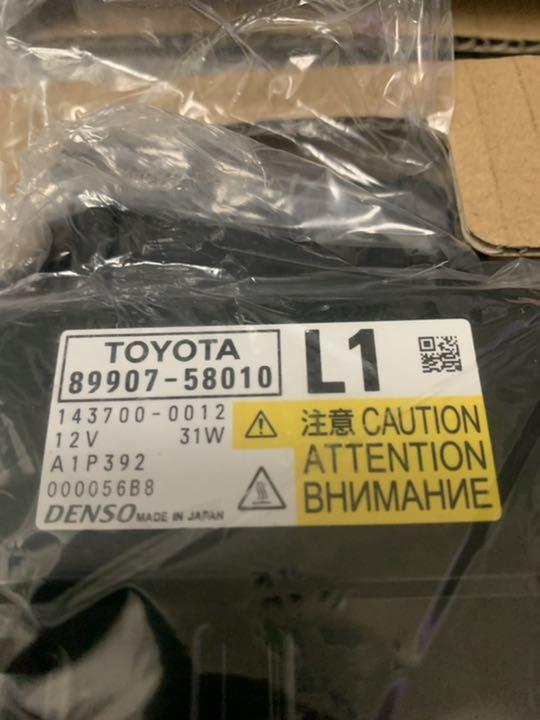 TOYOTA
89907-58010
L1
143700-0012
12V 31W
A1P392
000056B8
DENSO MADE IN JAPAN
注意 CAUTION
ATTENTION
ВНИМАНИЕ